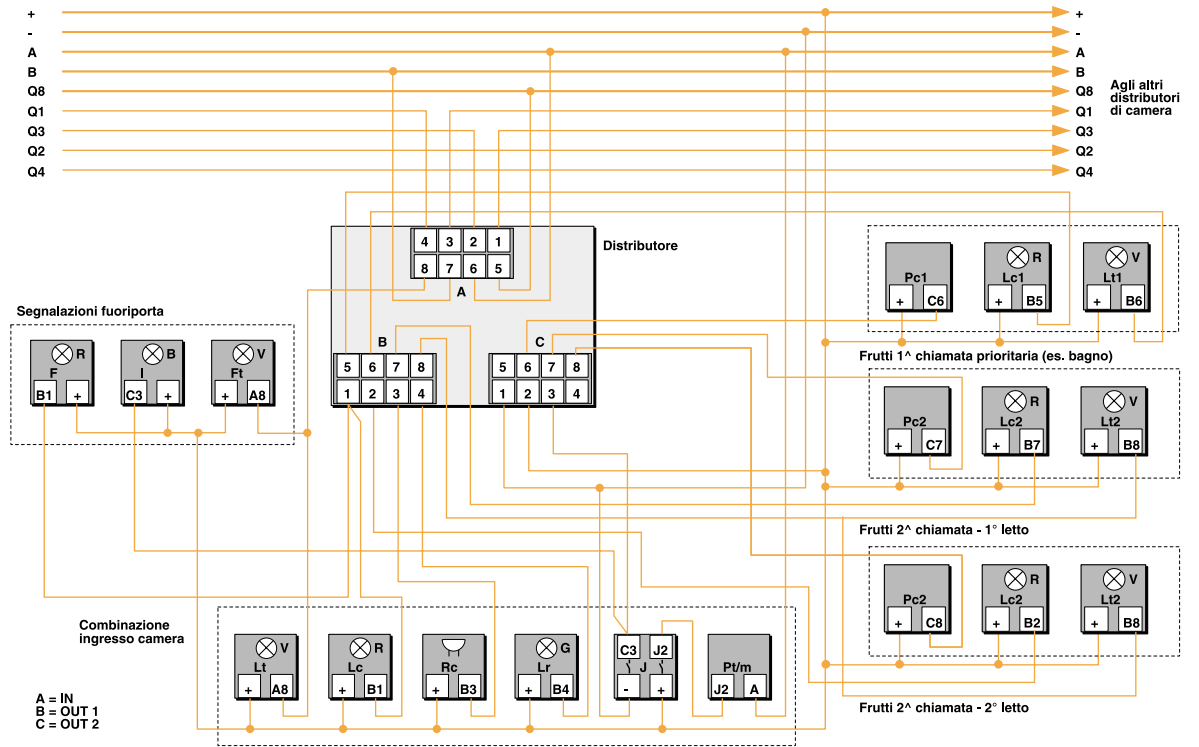 + +
- -
A A
B B
Q8 Q8
Q1 Q1
Q3 Q3
Q2 Q2
Q4 Q4
Agli altri
distributori
di camera
Distributore
4 3 2 1
8 7 6 5
A
B
5 6 7 8
1 2 3 4
C
5 6 7 8
1 2 3 4
Segnalazioni fuoriporta
R
F
B1 +
B
I
C3 +
V
Ft
+ A8
Pc1
+ C6
R
Lc1
+ B5
V
Lt1
+ B6
Frutti 1^ chiamata prioritaria (es. bagno)
Pc2
+ C7
R
Lc2
+ B7
V
Lt2
+ B8
Frutti 2^ chiamata - 1° letto
Pc2
+ C8
R
Lc2
+ B2
V
Lt2
+ B8
Frutti 2^ chiamata - 2° letto
Combinazione
ingresso camera
V
Lt
+ A8
R
Lc
+ B1
Rc
+ B3
G
Lr
+ B4
C3 J2
J
- +
Pt/m
J2 A
A = IN
B = OUT 1
C = OUT 2